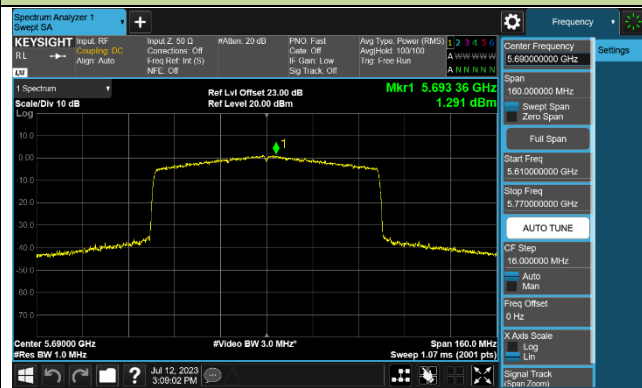 Spectrum Analyzer 1
Swept SA
+
Frequency
KEYSIGHT
RL
LXI
Input: RF
Coupling: DC
Align: Auto
Input Z: 50 Ω
Corrections: Off
Freq Ref: Int (S)
NFE: Off
#Atten: 20 dB
PNO: Fast
Gate: Off
IF Gain: Low
Sig Track: Off
Avg Type: Power (RMS)
Avg|Hold: 100/100
Trig: Free Run
1 2 3 4 5 6
A W W W W W
A N N N N N
1 Spectrum
Scale/Div 10 dB
Log
Ref Lvl Offset 23.00 dB
Ref Level 20.00 dBm
Mkr1 5.693 36 GHz
1.291 dBm
1
10.0
0.00
-10.0
-20.0
-30.0
-40.0
-50.0
-60.0
-70.0
Center 5.69000 GHz
#Res BW 1.0 MHz
#Video BW 3.0 MHz*
Span 160.0 MHz
Sweep 1.07 ms (2001 pts)
Center Frequency
5.690000000 GHz
Settings
Span
160.000000 MHz
Swept Span
Zero Span
Full Span
Start Freq
5.610000000 GHz
Stop Freq
5.770000000 GHz
AUTO TUNE
CF Step
16.000000 MHz
Auto
Man
Freq Offset
0 Hz
X Axis Scale
Log
Lin
Signal Track
(Span Zoom)
?
Jul 12, 2023
3:09:02 PM